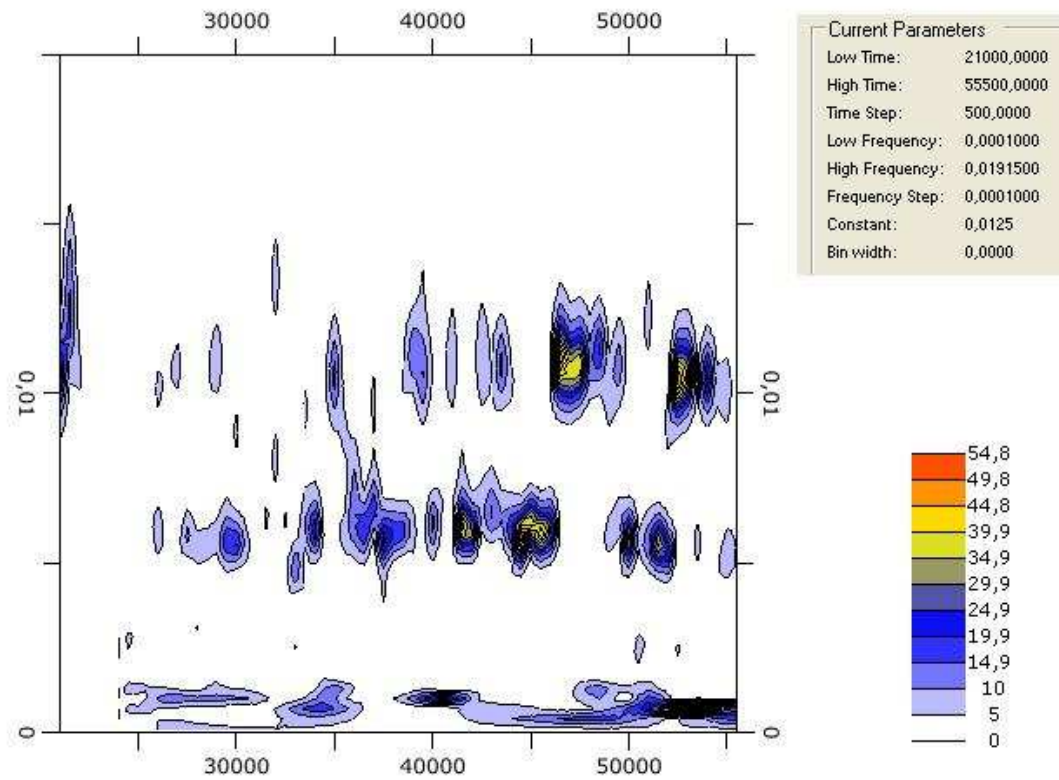 30000 40000 50000
Current Parameters
Low Time: 21000,0000
High Time: 55500,0000
Time Step: 500,0000
Low Frequency: 0,0001000
High Frequency: 0,0191500
Frequency Step: 0,0001000
Constant: 0,0125
Bin width: 0,0000
0,01 0,01
54,8
49,8
44,8
39,9
34,9
29,9
24,9
19,9
14,9
10
5
0
0 0
30000 40000 50000